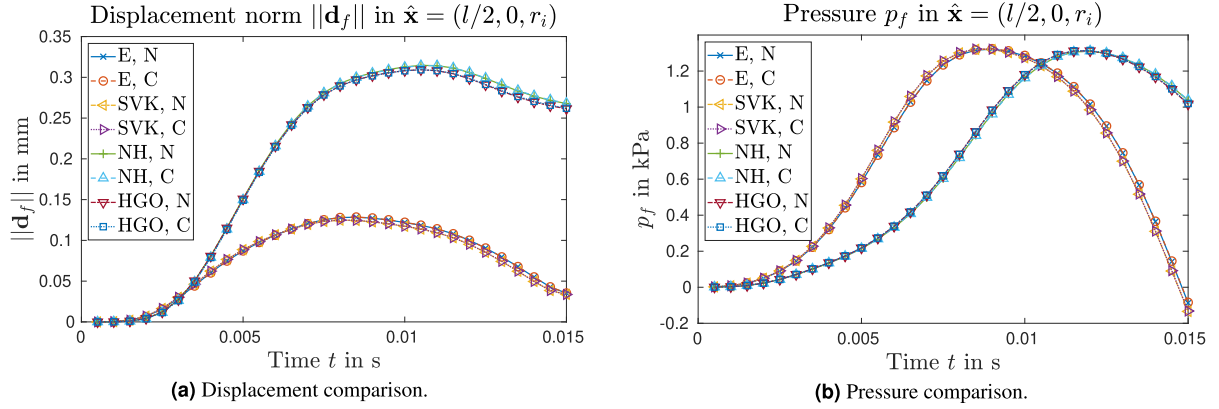 Displacement norm ||d_f|| in x̂ = (l/2, 0, r_i)
||d_f|| in mm
0.35
0.3
0.25
0.2
0.15
0.1
0.05
0
E, N
E, C
SVK, N
SVK, C
NH, N
NH, C
HGO, N
HGO, C
0
0.005
0.01
0.015
Time t in s
(a) Displacement comparison.
Pressure p_f in x̂ = (l/2, 0, r_i)
p_f in kPa
1.2
1
0.8
0.6
0.4
0.2
0
-0.2
E, N
E, C
SVK, N
SVK, C
NH, N
NH, C
HGO, N
HGO, C
0
0.005
0.01
0.015
Time t in s
(b) Pressure comparison.